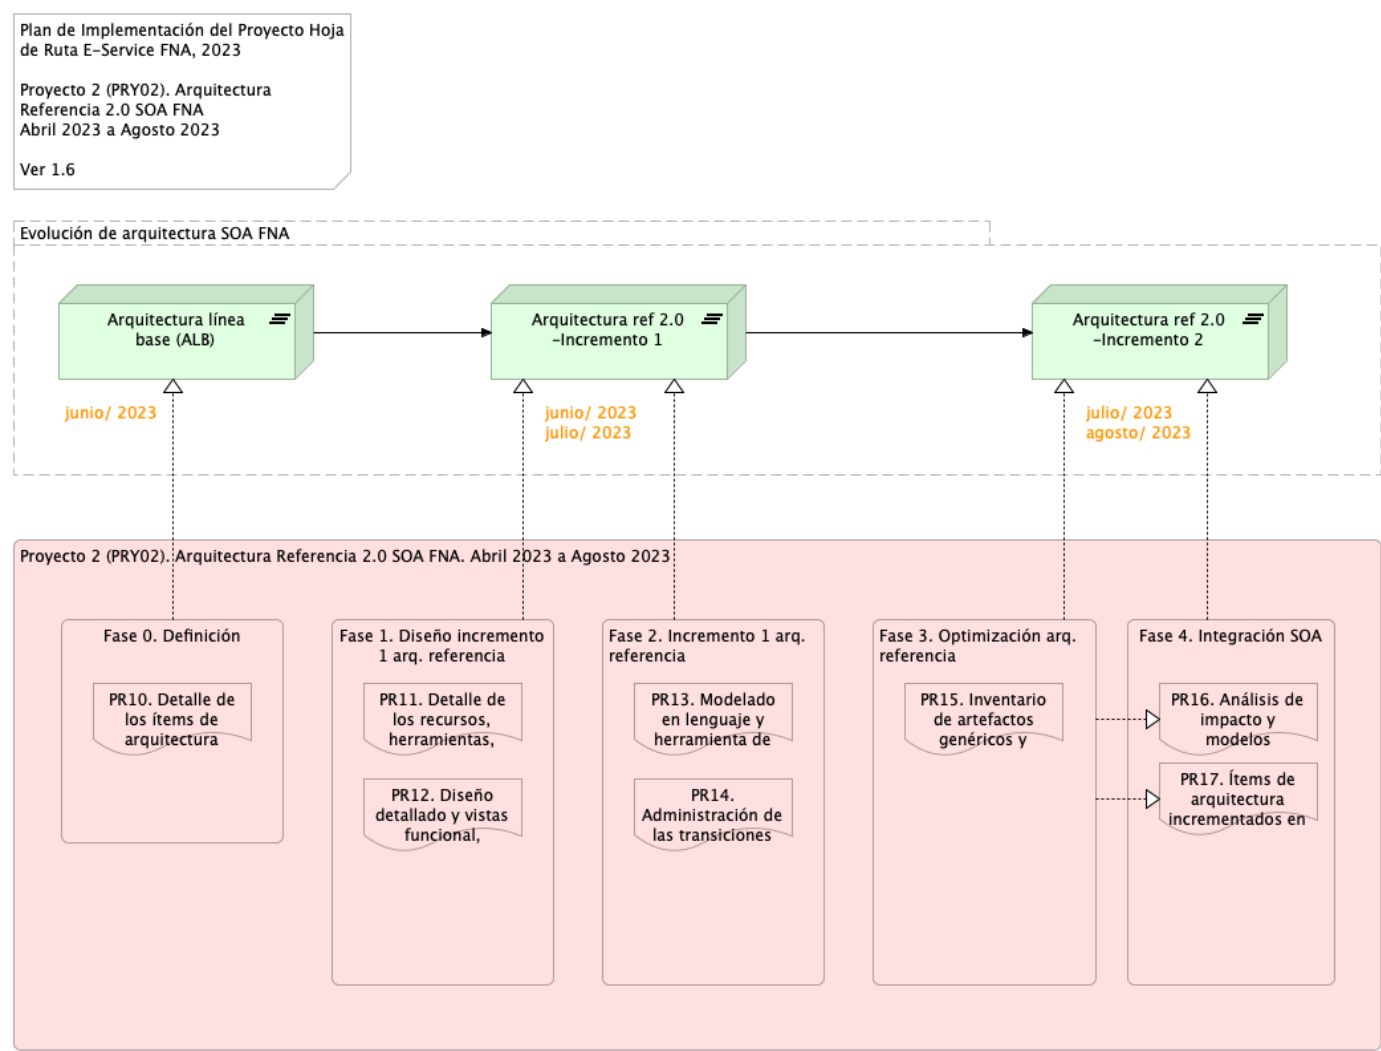 Plan de Implementación del Proyecto Hoja
de Ruta E-Service FNA, 2023
Proyecto 2 (PRY02). Arquitectura
Referencia 2.0 SOA FNA
Abril 2023 a Agosto 2023
Ver 1.6
Evolución de arquitectura SOA FNA
Arquitectura línea
base (ALB)
Arquitectura ref 2.0
-Incremento 1
Arquitectura ref 2.0
-Incremento 2
junio/ 2023
junio/ 2023
julio/ 2023
julio/ 2023
agosto/ 2023
Proyecto 2 (PRY02). Arquitectura Referencia 2.0 SOA FNA. Abril 2023 a Agosto 2023
Fase 0. Definición
PR10. Detalle de
los ítems de
arquitectura
Fase 1. Diseño incremento
1 arq. referencia
PR11. Detalle de
los recursos,
herramientas,
PR12. Diseño
detallado y vistas
funcional,
Fase 2. Incremento 1 arq.
referencia
PR13. Modelado
en lenguaje y
herramienta de
PR14.
Administración de
las transiciones
Fase 3. Optimización arq.
referencia
PR15. Inventario
de artefactos
genéricos y
Fase 4. Integración SOA
PR16. Análisis de
impacto y
modelos
PR17. Ítems de
arquitectura
incrementados en